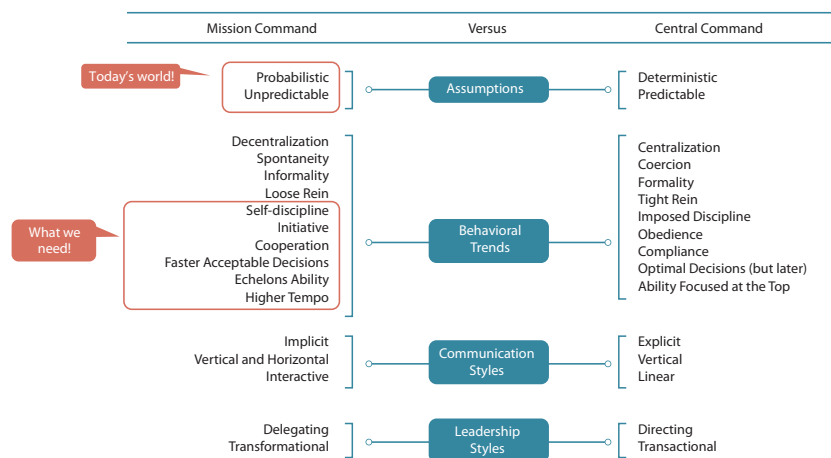 Mission Command Versus Central Command
Today's world!
Probabilistic
Unpredictable
Assumptions
Deterministic
Predictable
Decentralization
Spontaneity
Informality
Loose Rein
Self-discipline
Initiative
Cooperation
Faster Acceptable Decisions
Echelons Ability
Higher Tempo
What we
need!
Behavioral
Trends
Centralization
Coercion
Formality
Tight Rein
Imposed Discipline
Obedience
Compliance
Optimal Decisions (but later)
Ability Focused at the Top
Implicit
Vertical and Horizontal
Interactive
Communication
Styles
Explicit
Vertical
Linear
Delegating
Transformational
Leadership
Styles
Directing
Transactional